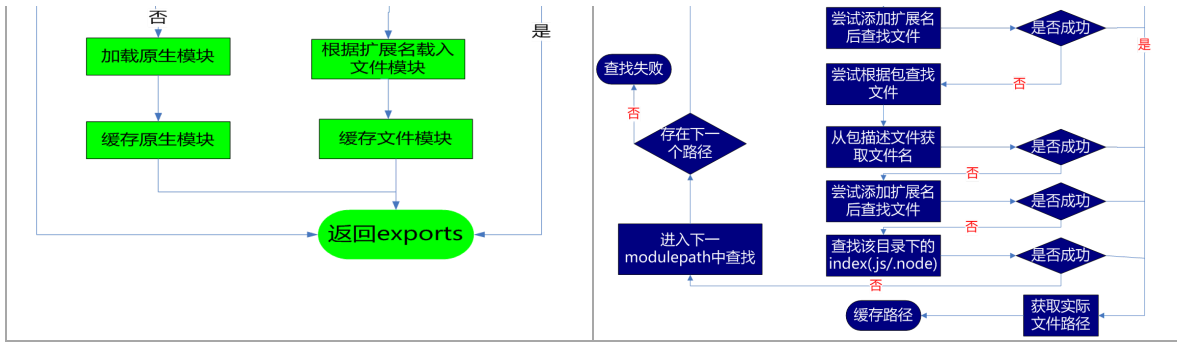 否
是
加载原生模块
根据扩展名载入
文件模块
缓存原生模块
缓存文件模块
返回exports
尝试添加扩展名
后查找文件
是否成功
是
查找失败
否
尝试根据包查找
文件
否
存在下一
个路径
从包描述文件获
取文件名
是否成功
否
尝试添加扩展名
后查找文件
是否成功
否
进入下一
modulepath中查找
查找该目录下的
index(.js/.node)
是否成功
否
缓存路径
获取实际
文件路径